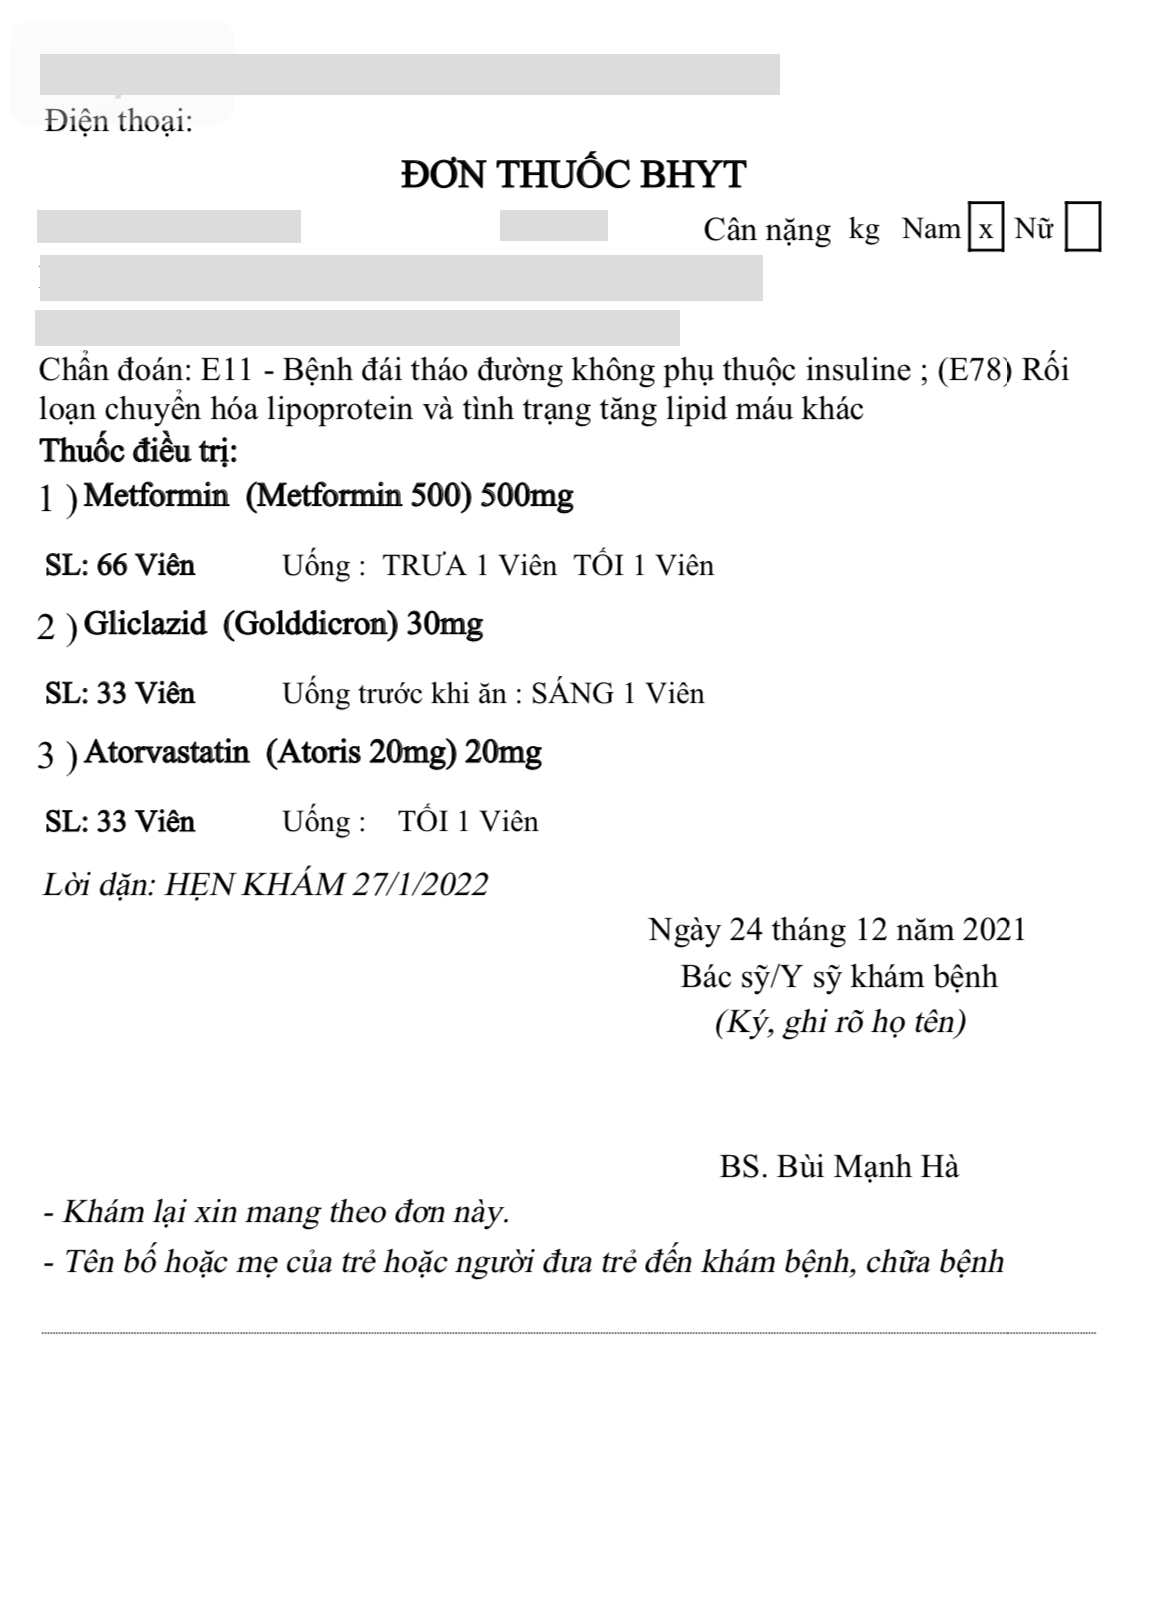 Điện thoại:
ĐƠN THUỐC BHYT
Cân nặng kg Nam x Nữ
Chẩn đoán: E11 - Bệnh đái tháo đường không phụ thuộc insuline ; (E78) Rối
loạn chuyển hóa lipoprotein và tình trạng tăng lipid máu khác
Thuốc điều trị:
1 ) Metformin (Metformin 500) 500mg
SL: 66 Viên Uống : TRƯA 1 Viên TỐI 1 Viên
2 ) Gliclazid (Golddicron) 30mg
SL: 33 Viên Uống trước khi ăn : SÁNG 1 Viên
3 ) Atorvastatin (Atoris 20mg) 20mg
SL: 33 Viên Uống : TỐI 1 Viên
Lời dặn: HẸN KHÁM 27/1/2022
Ngày 24 tháng 12 năm 2021
Bác sỹ/Y sỹ khám bệnh
(Ký, ghi rõ họ tên)
BS. Bùi Mạnh Hà
- Khám lại xin mang theo đơn này.
- Tên bố hoặc mẹ của trẻ hoặc người đưa trẻ đến khám bệnh, chữa bệnh